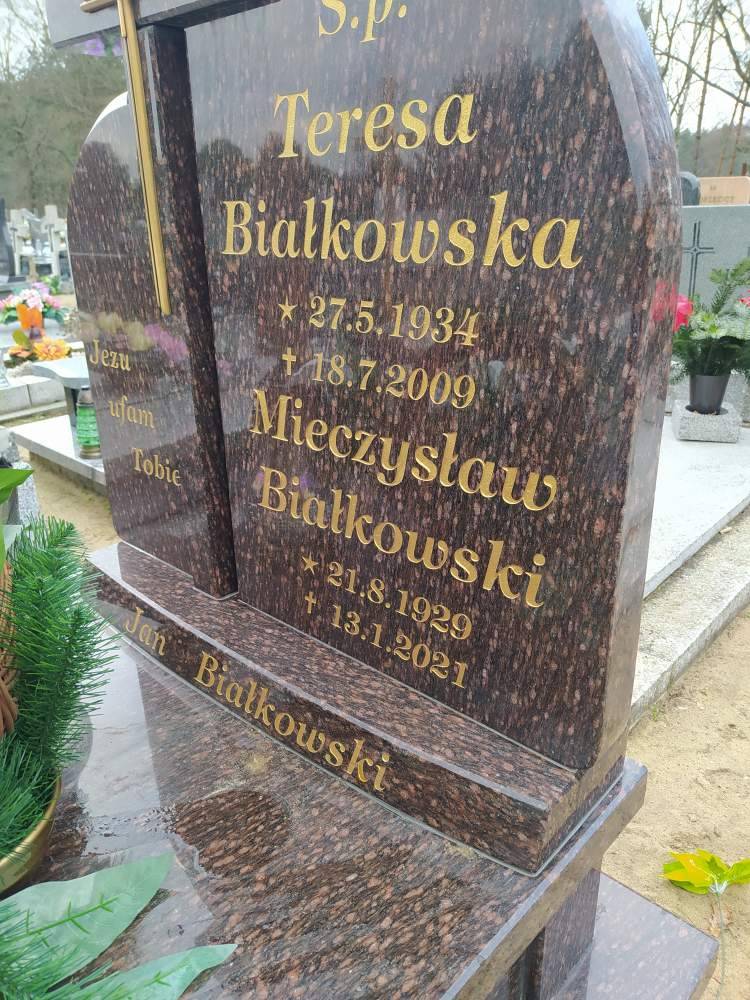 Ś.p.
Teresa
Białkowska
★ 27.5.1934
✝ 18.7.2009
Mieczysław
Białkowski
★ 21.8.1929
✝ 13.1.2021
Jezu
ufam
Tobie
Jan Białkowski